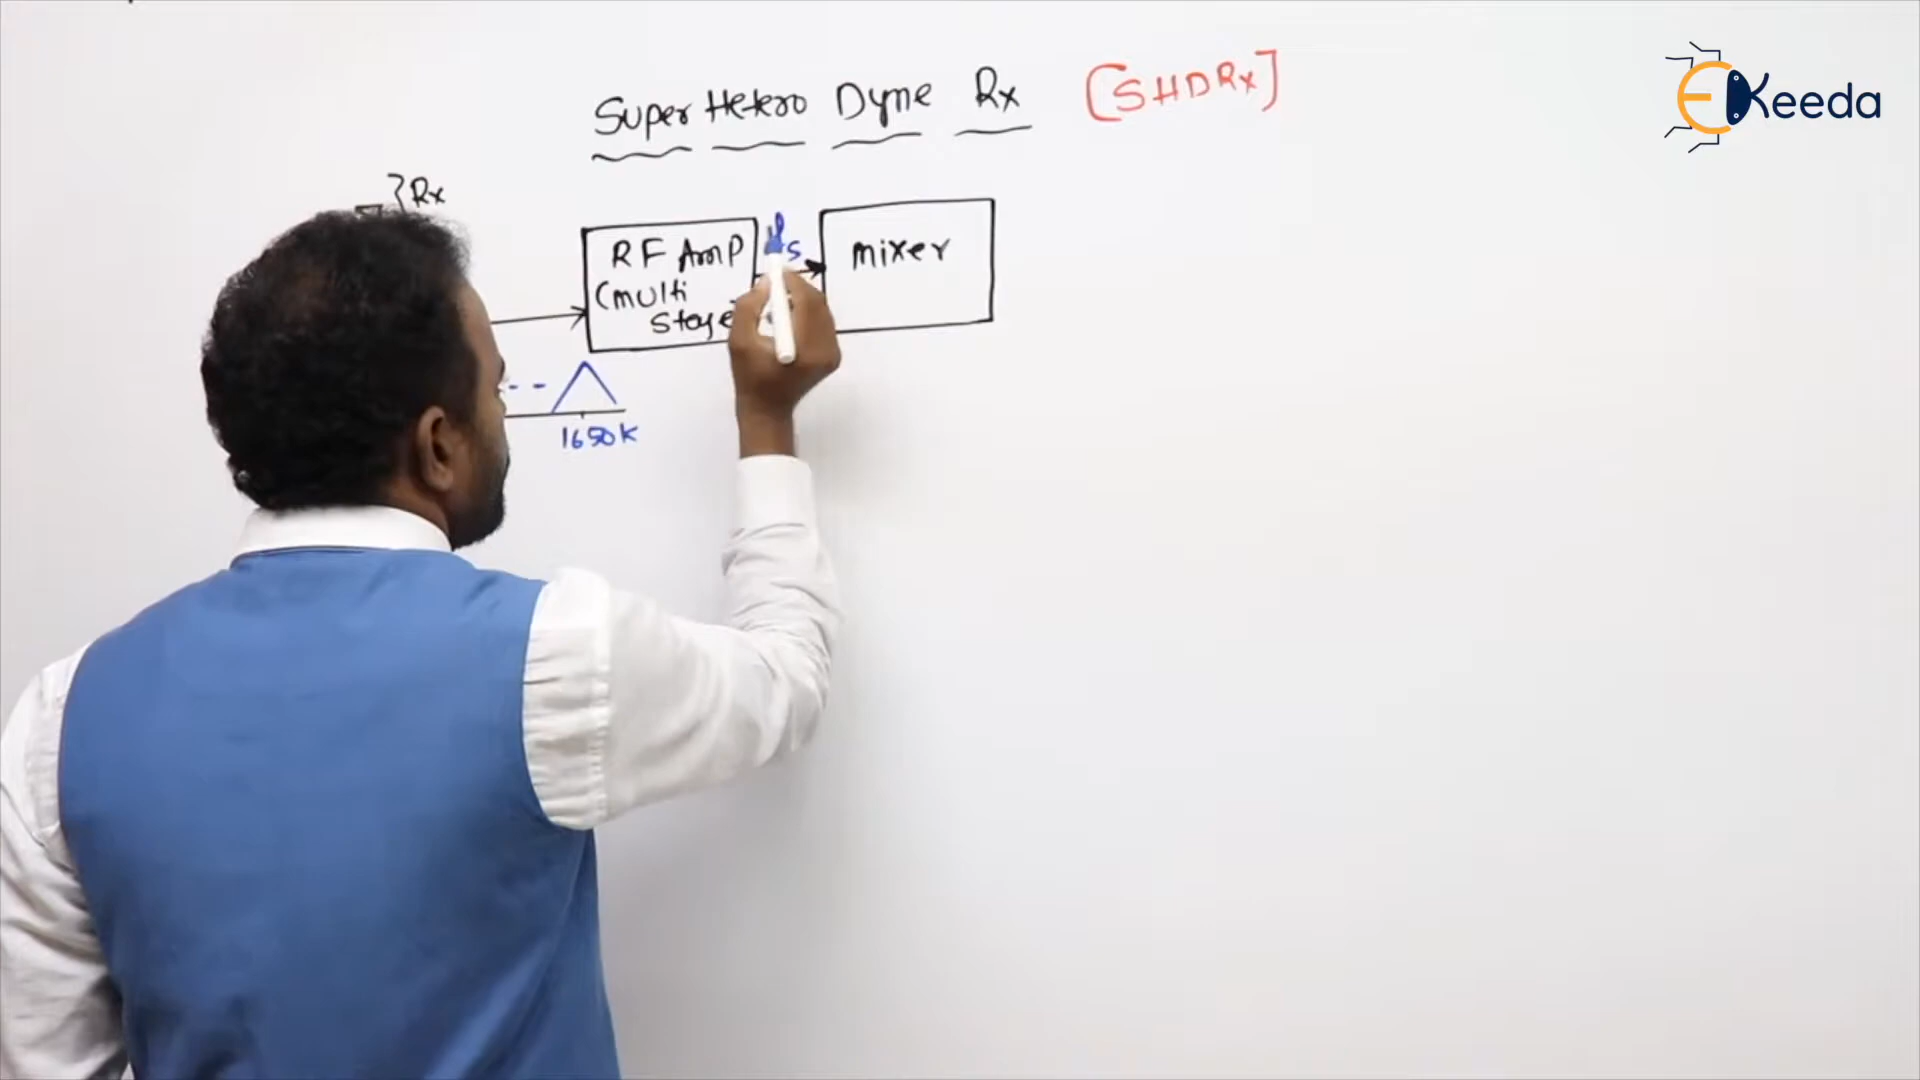 Super Hetero Dyne Rx [SHDRx]
EKeeda
}Rx
RF Amp
(multi
stage
s
mixer
1650K